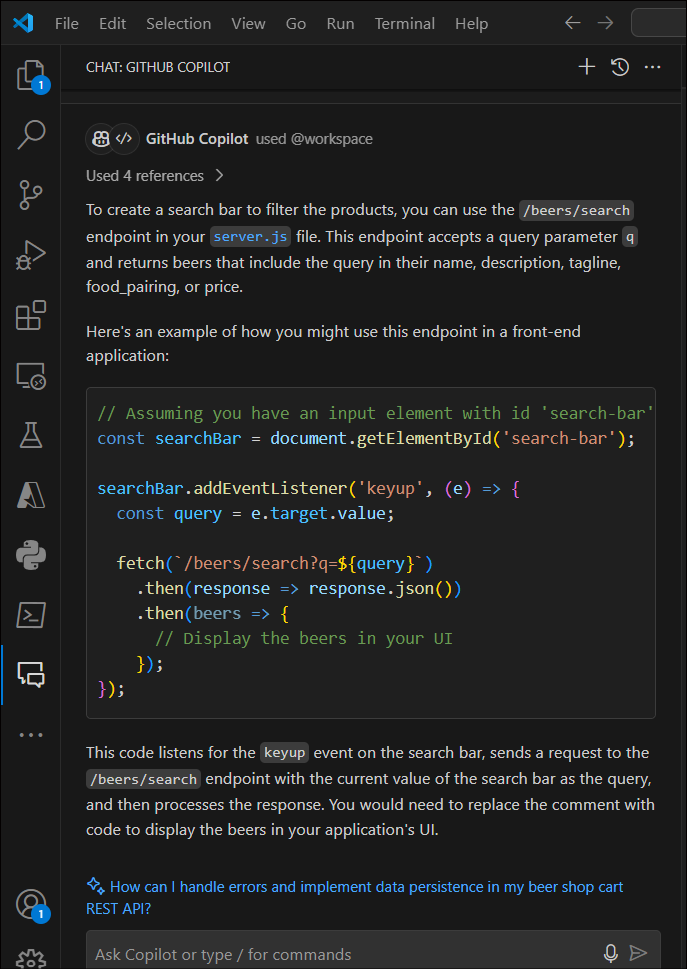 File Edit Selection View Go Run Terminal Help
CHAT: GITHUB COPILOT
1
GitHub Copilot used @workspace
Used 4 references
To create a search bar to filter the products, you can use the /beers/search
endpoint in your server.js file. This endpoint accepts a query parameter q
and returns beers that include the query in their name, description, tagline,
food_pairing, or price.
Here's an example of how you might use this endpoint in a front-end
application:
// Assuming you have an input element with id 'search-bar'
const searchBar = document.getElementById('search-bar');
searchBar.addEventListener('keyup', (e) => {
  const query = e.target.value;
  fetch(`/beers/search?q=${query}`)
    .then(response => response.json())
    .then(beers => {
      // Display the beers in your UI
    });
});
This code listens for the keyup event on the search bar, sends a request to the
/beers/search endpoint with the current value of the search bar as the query,
and then processes the response. You would need to replace the comment with
code to display the beers in your application's UI.
How can I handle errors and implement data persistence in my beer shop cart
REST API?
1
Ask Copilot or type / for commands